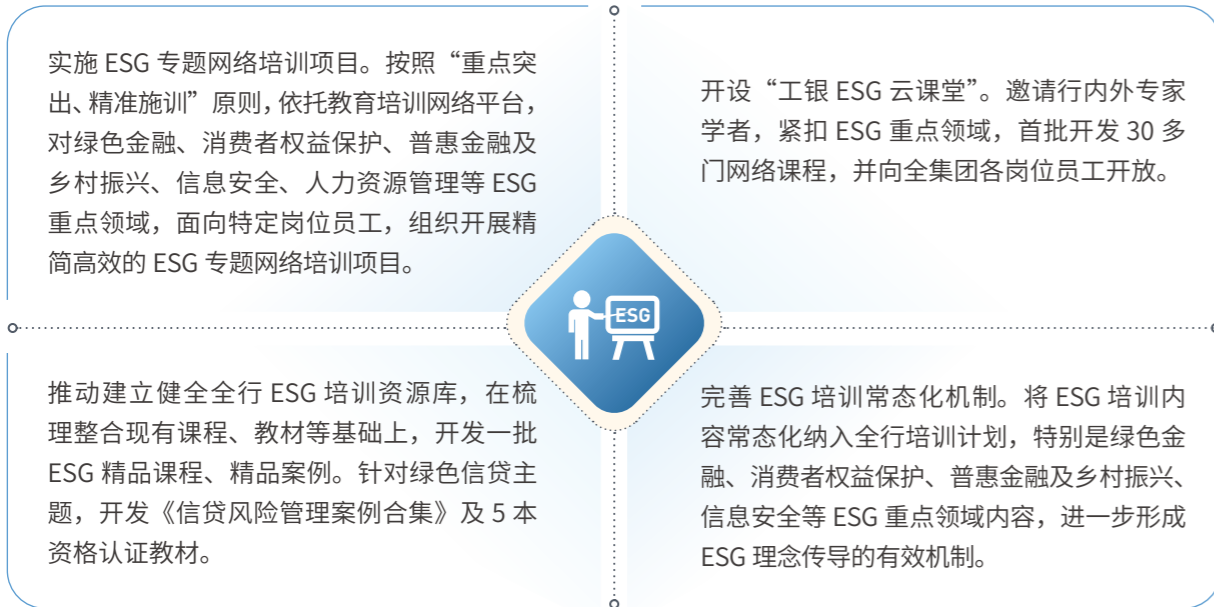 实施 ESG 专题网络培训项目。按照“重点突
出、精准施训”原则，依托教育培训网络平台，
对绿色金融、消费者权益保护、普惠金融及
乡村振兴、信息安全、人力资源管理等 ESG
重点领域，面向特定岗位员工，组织开展精
简高效的 ESG 专题网络培训项目。
开设“工银 ESG 云课堂”。邀请行内外专家
学者，紧扣 ESG 重点领域，首批开发 30 多
门网络课程，并向全集团各岗位员工开放。
ESG
推动建立健全全行 ESG 培训资源库，在梳
理整合现有课程、教材等基础上，开发一批
ESG 精品课程、精品案例。针对绿色信贷主
题，开发《信贷风险管理案例合集》及 5 本
资格认证教材。
完善 ESG 培训常态化机制。将 ESG 培训内
容常态化纳入全行培训计划，特别是绿色金
融、消费者权益保护、普惠金融及乡村振兴、
信息安全等 ESG 重点领域内容，进一步形成
ESG 理念传导的有效机制。